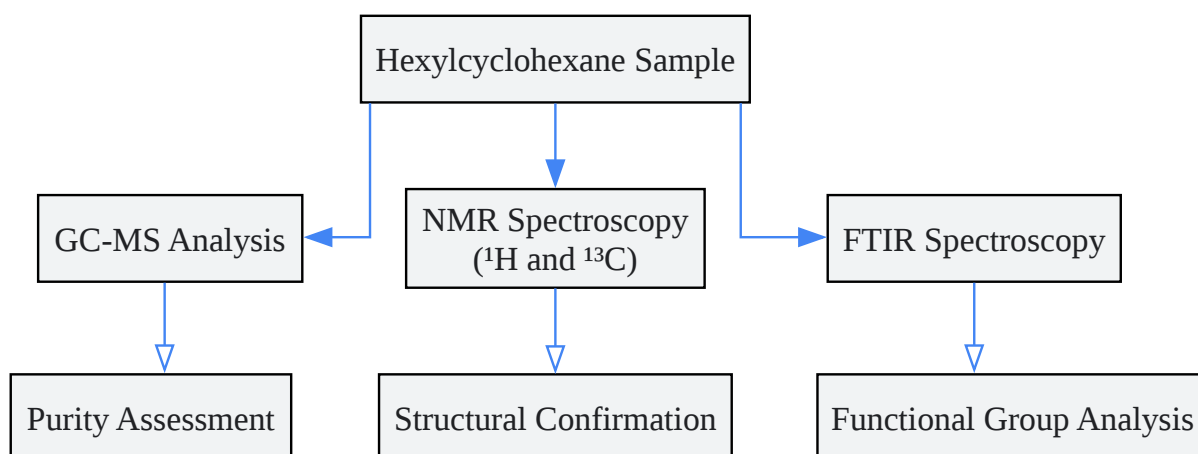 Hexylcyclohexane Sample
GC-MS Analysis
NMR Spectroscopy
(¹H and ¹³C)
FTIR Spectroscopy
Purity Assessment
Structural Confirmation
Functional Group Analysis